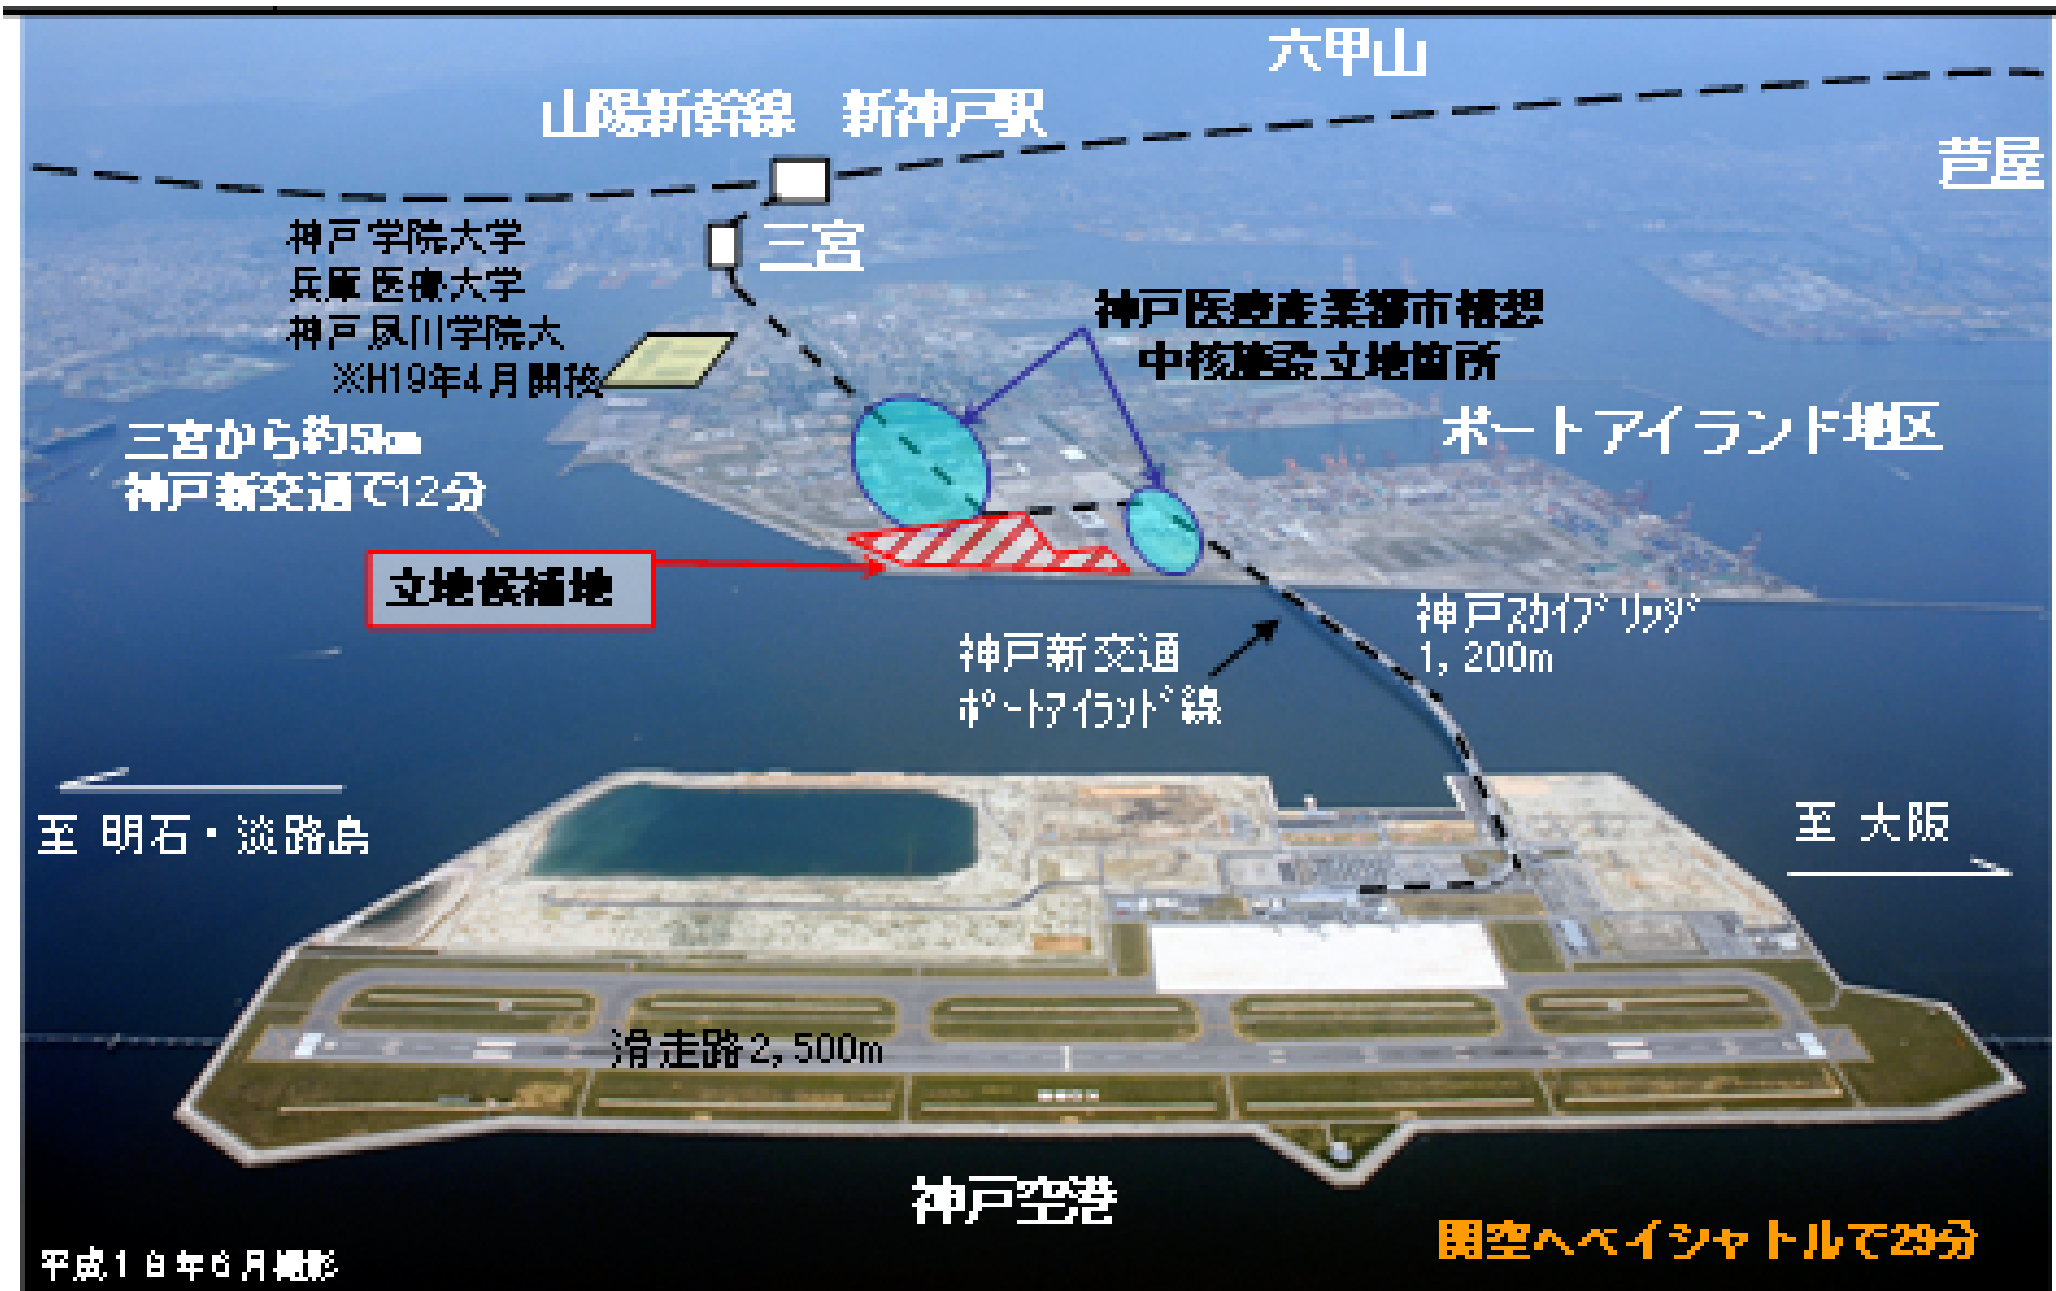 六甲山
山陽新幹線　新神戸駅
芦屋
三宮
神戸学院大学
兵庫医療大学
神戸夙川学院大
※H19年4月開校
神戸医療産業都市構想
中核施設立地箇所
三宮から約5km
神戸新交通で12分
ポートアイランド地区
立地候補地
神戸ｽｶｲﾌﾞﾘｯｼﾞ
1,200m
神戸新交通
ﾎﾟｰﾄｱｲﾗﾝﾄﾞ線
至 明石・淡路島
至 大阪
滑走路2,500m
神戸空港
関空へベイシャトルで29分
平成18年6月撮影